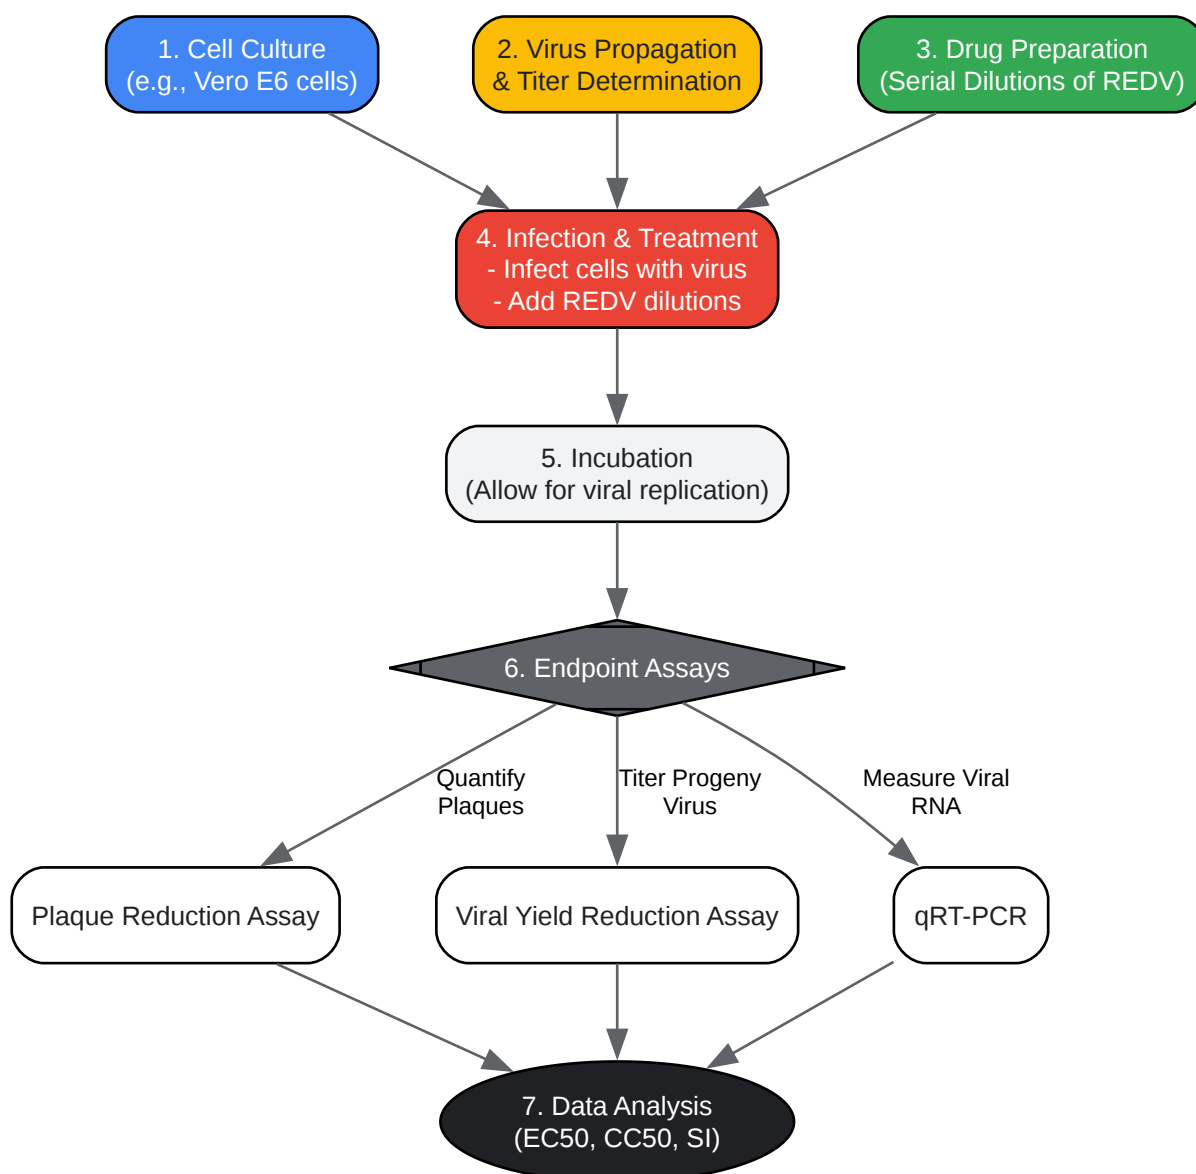 1. Cell Culture
(e.g., Vero E6 cells)
2. Virus Propagation
& Titer Determination
3. Drug Preparation
(Serial Dilutions of REDV)
4. Infection & Treatment
- Infect cells with virus
- Add REDV dilutions
5. Incubation
(Allow for viral replication)
6. Endpoint Assays
Quantify
Plaques
Titer Progeny
Virus
Measure Viral
RNA
Plaque Reduction Assay
Viral Yield Reduction Assay
qRT-PCR
7. Data Analysis
(EC50, CC50, SI)